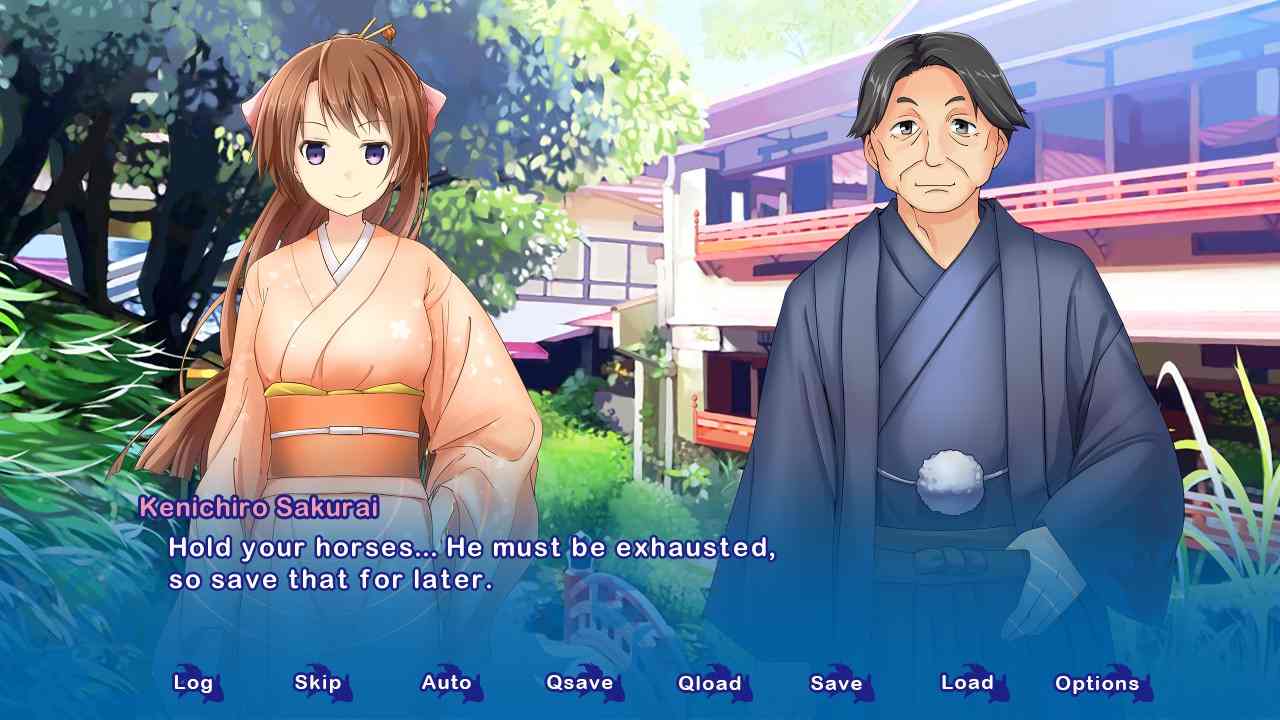 Kenichiro Sakurai
Hold your horses... He must be exhausted,
so save that for later.
Log Skip Auto Qsave Qload Save Load Options